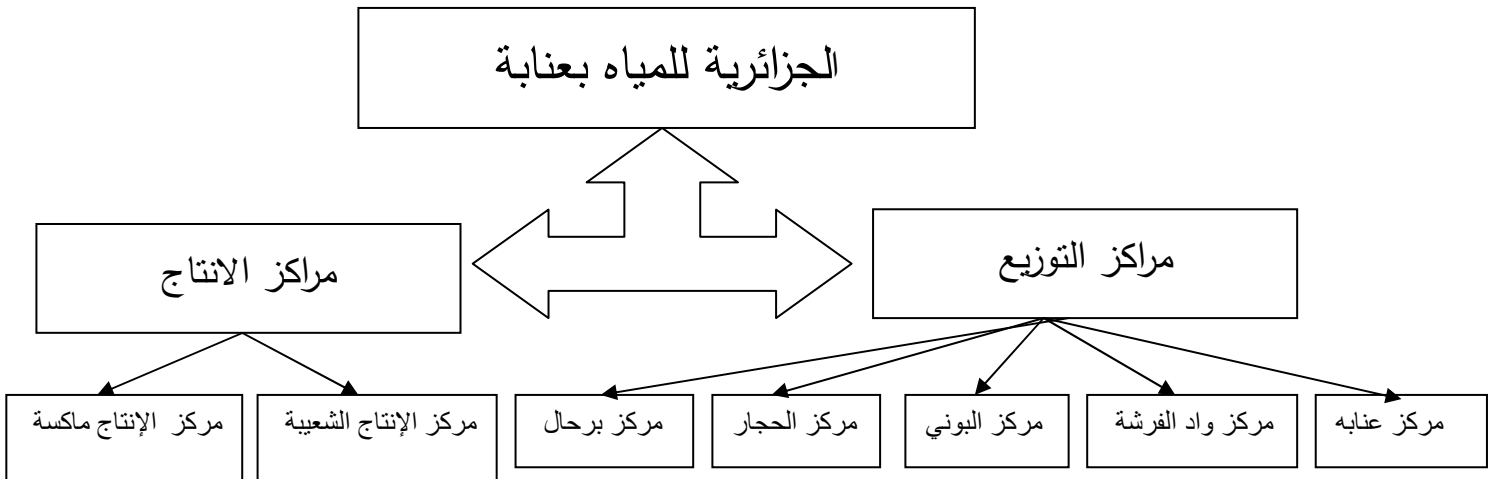 الجزائرية للمياه بعنابة
مراكز التوزيع
مراكز الانتاج
مركز عنابه
مركز واد الفرشة
مركز البوني
مركز الحجار
مركز برحال
مركز الإنتاج الشعيبة
مركز الإنتاج ماكسة